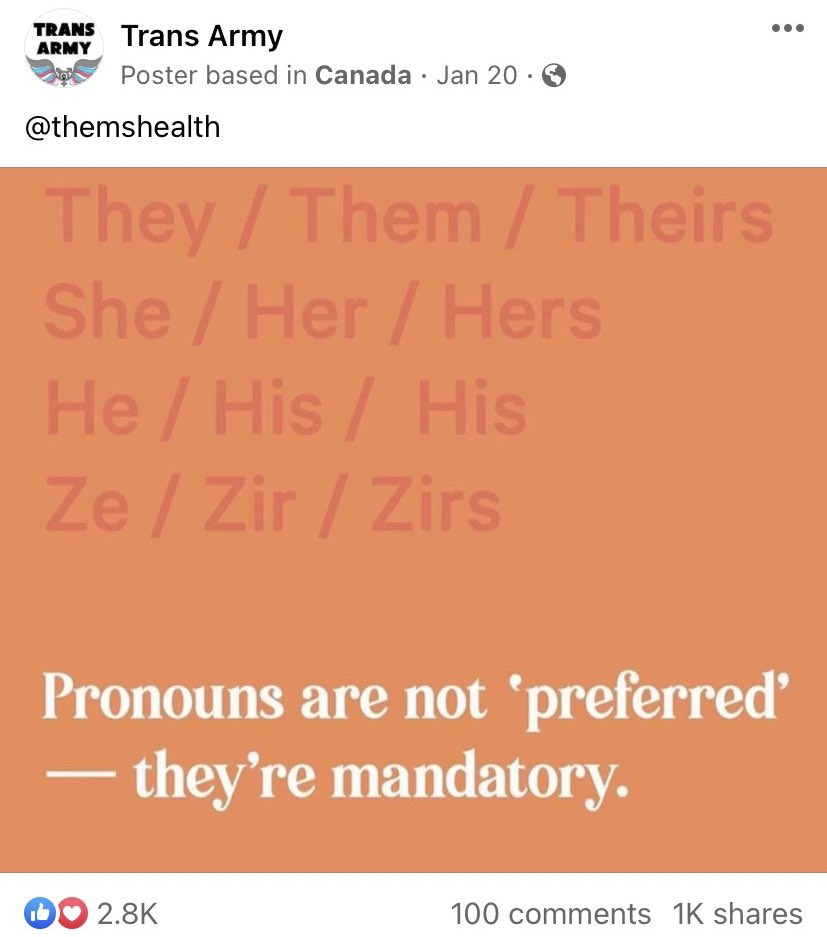 TRANS
ARMY
Trans Army
Poster based in Canada · Jan 20 ·
@themshealth
They / Them / Theirs
She / Her / Hers
He / His / His
Ze / Zir / Zirs
Pronouns are not ‘preferred’
— they’re mandatory.
2.8K
100 comments 1K shares